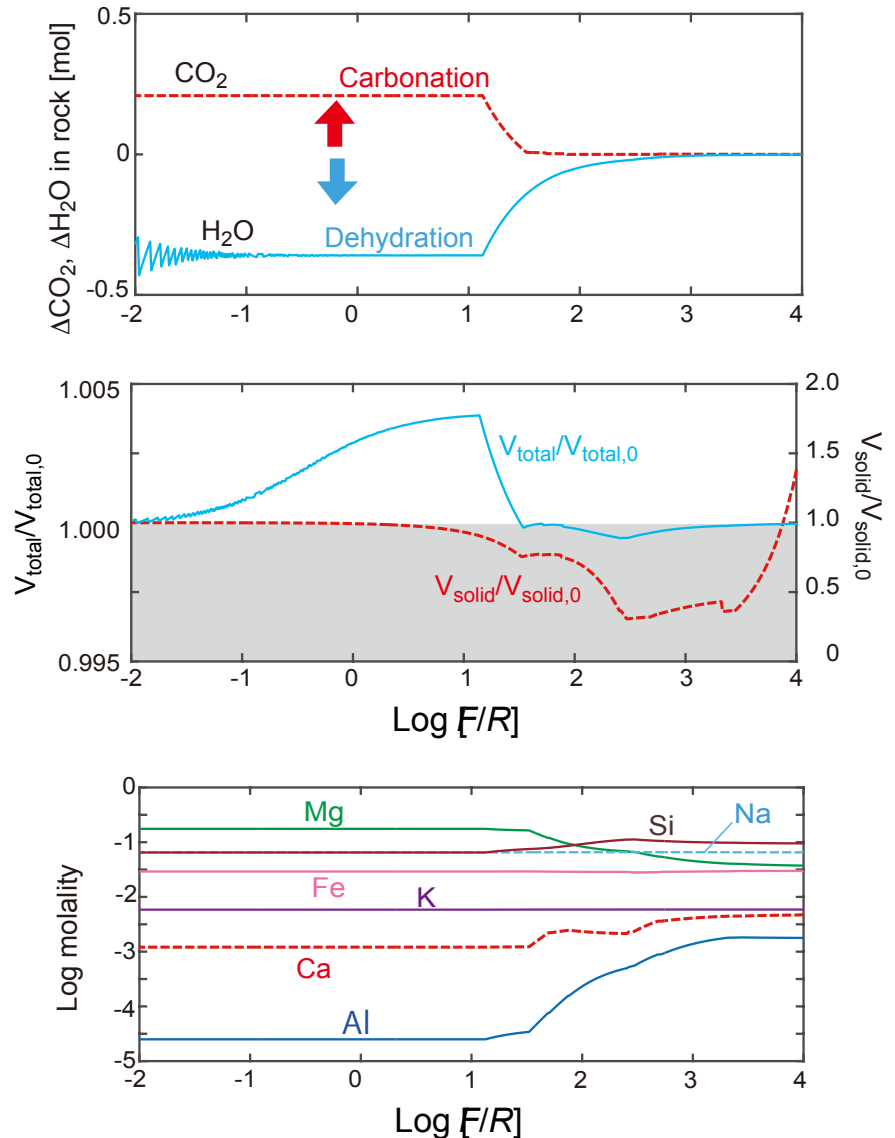 0.5
CO2
Carbonation
0
H2O
Dehydration
-0.5
-2 -1 0 1 2 3 4
ΔCO2, ΔH2O in rock [mol]
1.005
2.0
1.5
Vtotal/Vtotal,0
1.000
1.0
Vsolid/Vsolid,0
0.5
0.995
0
-2 -1 0 1 2 3 4
Vtotal/Vtotal,0
Vsolid/Vsolid,0
Log [F/R]
0
Mg
Si
Na
-1
Fe
K
-2
-3
Ca
-4
Al
-5
-2 -1 0 1 2 3 4
Log molality
Log [F/R]